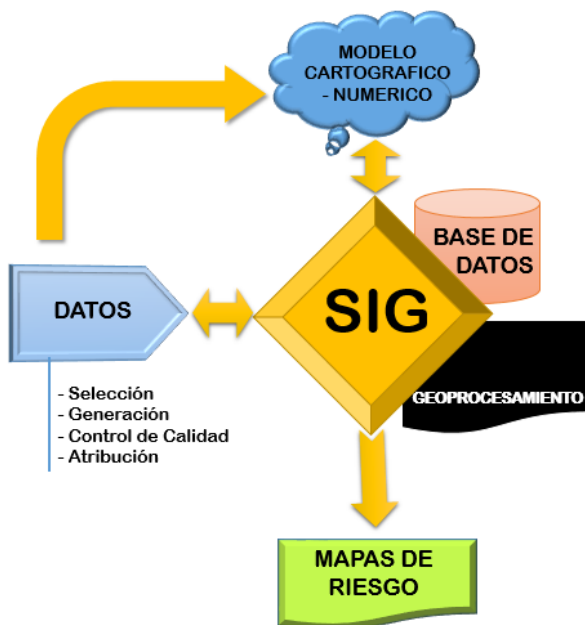 MODELO
CARTOGRAFICO
- NUMERICO
BASE DE
DATOS
SIG
DATOS
GEOPROCESAMIENTO
- Selección
- Generación
- Control de Calidad
- Atribución
MAPAS DE
RIESGO